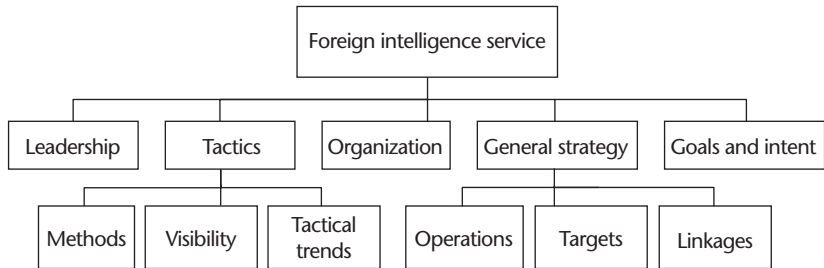 Foreign intelligence service
Leadership
Tactics
Organization
General strategy
Goals and intent
Methods
Visibility
Tactical
trends
Operations
Targets
Linkages